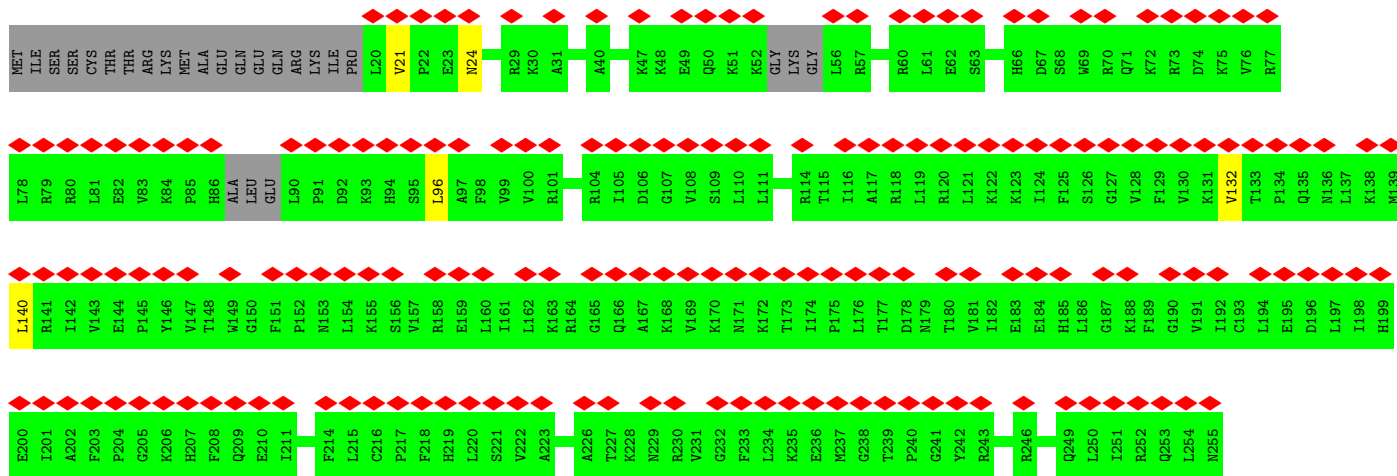 MET ILE SER SER CYS THR THR ARG LYS MET ALA GLU GLN GLU GLN ARG LYS ILE PRO L20 V21 P22 E23 N24 R29 K30 A31 A40 K47 K48 E49 Q50 K51 K52 GLY LYS GLY L56 R57 R60 L61 E62 S63 H66 D67 S68 W69 R70 Q71 K72 R73 D74 K75 V76 R77
L78 R79 R80 L81 E82 V83 K84 P85 H86 ALA LEU GLU L90 P91 D92 K93 H94 S95 L96 A97 F98 V99 V100 R101 R104 I105 D106 G107 V108 S109 L110 L111 R114 T115 I116 A117 R118 L119 R120 L121 K122 K123 I124 F125 S126 G127 V128 F129 V130 K131 V132 T133 P134 Q135 N136 L137 K138 M139
L140 R141 I142 V143 E144 P145 Y146 V147 T148 W149 G150 F151 P152 N153 L154 K155 S156 V157 R158 E159 L160 I161 L162 K163 R164 G165 Q166 A167 K168 V169 K170 N171 K172 T173 I174 P175 L176 T177 D178 N179 T180 V181 I182 E183 E184 H185 L186 G187 K188 F189 G190 V191 I192 C193 L194 E195 D196 L197 I198 H199
E200 I201 A202 F203 P204 G205 K206 H207 F208 Q209 E210 I211 F214 L215 C216 P217 F218 H219 L220 S221 V222 A223 A226 T227 K228 N229 R230 V231 G232 F233 L234 K235 E236 M237 G238 T239 P240 G241 Y242 R243 R246 Q249 L250 I251 R252 Q253 L254 N255